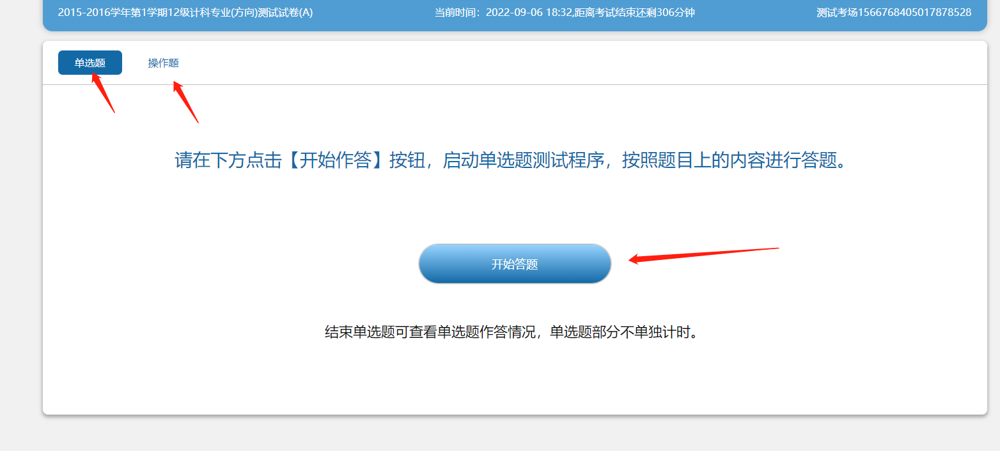 2015-2016学年第1学期12级计科专业(方向)测试试卷(A) 当前时间：2022-09-06 18:32,距离考试结束还剩306分钟 测试考场1566768405017878528
单选题 操作题
请在下方点击【开始作答】按钮，启动单选题测试程序，按照题目上的内容进行答题。
开始答题
结束单选题可查看单选题作答情况，单选题部分不单独计时。